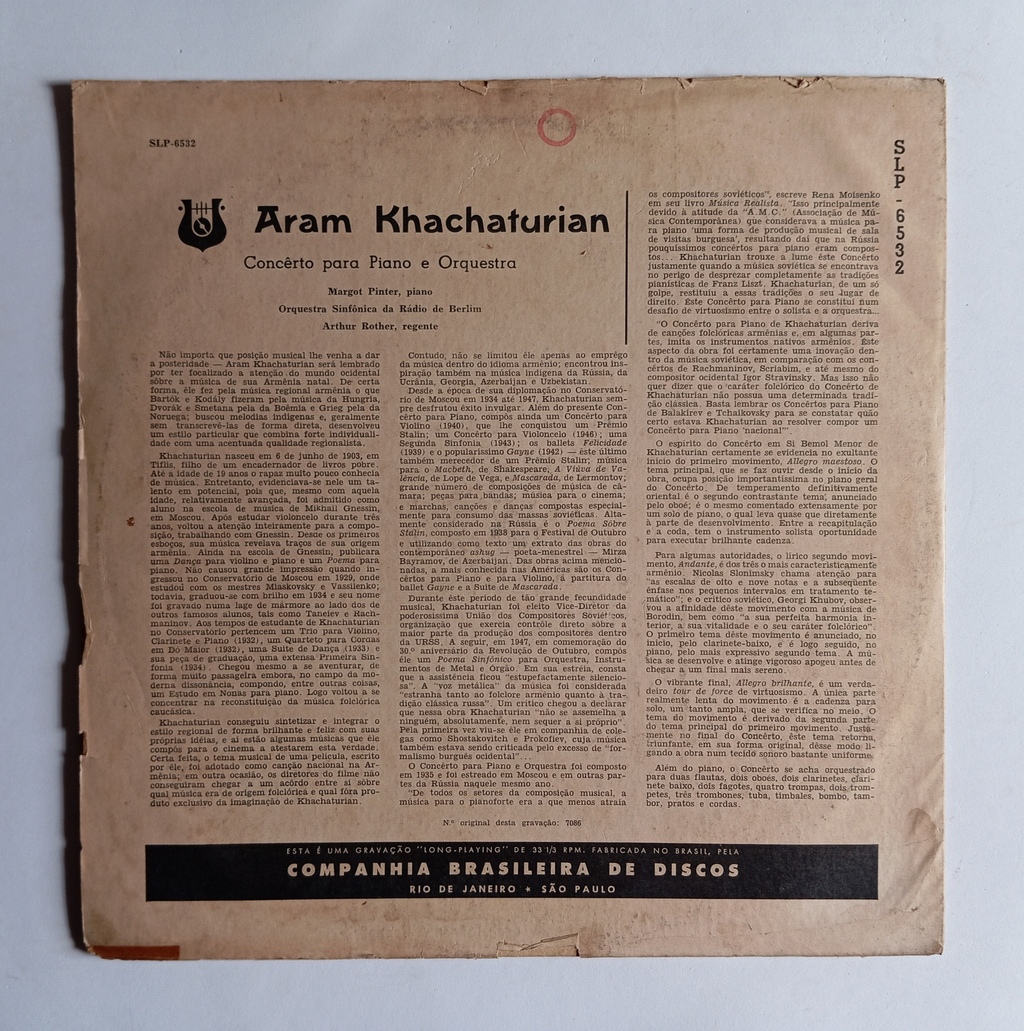 SLP-6532
SLP-6532
Aram Khachaturian
Concêrto para Piano e Orquestra
Margot Pinter, piano
Orquestra Sinfônica da Rádio de Berlim
Arthur Rother, regente
Não importa que posição musical lhe venha a dar
a posteridade — Aram Khachaturian será lembrado
por ter focalizado a atenção do mundo ocidental
sôbre a música de sua Armênia natal. De certa
forma, êle fez pela música regional armênia o que
Bartók e Kodály fizeram pela música da Hungria,
Dvorák e Smetana pela da Boêmia e Grieg pela da
Noruega; buscou melodias indígenas e, geralmente
sem transcrevê-las de forma direta, desenvolveu
um estilo particular que combina forte individuali-
dade com uma acentuada qualidade regionalista.
Khachaturian nasceu em 6 de junho de 1903, em
Tiflis, filho de um encadernador de livros pobre.
Até a idade de 19 anos o rapaz muito pouco conhecia
de música. Entretanto, evidenciava-se nele um ta-
lento em potencial, pois que, mesmo com aquela
idade, relativamente avançada, foi admitido como
aluno na escola de música de Mikhail Gnessin,
em Moscou. Após estudar violoncelo durante três
anos, voltou a atenção inteiramente para a compo-
sição, trabalhando com Gnessin. Desde os primeiros
esboços, sua música revelava traços de sua origem
armênia. Ainda na escola de Gnessin, publicara
uma Dança para violino e piano e um Poema para
piano. Não causou grande impressão quando in-
gressou no Conservatório de Moscou em 1929, onde
estudou com os mestres Miaskovsky e Vassilenko;
todavia, graduou-se com brilho em 1934 e seu nome
foi gravado numa lage de mármore ao lado dos de
outros famosos alunos, tais como Taneiev e Rach-
maninov. Aos tempos de estudante de Khachaturian
no Conservatório pertencem um Trio para Violino,
Clarinete e Piano (1932), um Quarteto para Cordas
em Dó Maior (1932), uma Suite de Dança (1933) e
sua peça de graduação, uma extensa Primeira Sin-
fonia (1934). Chegou mesmo a se aventurar, de
forma muito passageira embora, no campo da mo-
derna dissonância, compondo, entre outras coisas,
um Estudo em Nonas para piano. Logo voltou a se
concentrar na reconstituição da música folclórica
caucásica.
Khachaturian conseguiu sintetizar e integrar o
estilo regional de forma brilhante e feliz com suas
próprias idéias, e aí estão algumas músicas que êle
compôs para o cinema a atestarem esta verdade.
Certa feita, o tema musical de uma película, escrito
por êle, foi adotado como canção nacional na Ar-
mênia; em outra ocasião, os diretores do filme não
conseguiram chegar a um acôrdo entre si sôbre
qual música era de origem folclórica e qual fôra pro-
duto exclusivo da imaginação de Khachaturian.
Contudo, não se limitou êle apenas ao emprêgo
da música dentro do idioma armênio; encontrou ins-
piração também na música indígena da Rússia, da
Ucrânia, Georgia, Azerbaijan e Uzbekistan.
Desde a época de sua diplomação no Conservató-
rio de Moscou em 1934 até 1947, Khachaturian sem-
pre desfrutou êxito invulgar. Além do presente Con-
cêrto para Piano, compôs ainda um Concêrto para
Violino (1940), que lhe conquistou um Prêmio
Stalin; um Concêrto para Violoncelo (1946); uma
Segunda Sinfonia (1943); os ballets Felicidade
(1939) e o popularíssimo Gayne (1942) — êste último
também merecedor de um Prêmio Stalin; música
para o Macbeth, de Shakespeare; A Viúva de Va-
lência, de Lope de Vega, e Mascarada, de Lermontov;
grande número de composições de música de câ-
mara; peças para bandas; música para o cinema;
e marchas, canções e danças compostas especial-
mente para consumo das massas soviéticas. Alta-
mente considerado na Rússia é o Poema Sôbre
Stalin, composto em 1938 para o Festival de Outubro
e utilizando como texto um extrato das obras do
contemporâneo ashug — poeta-menestrel — Mirza
Bayramov, de Azerbaijan. Das obras acima mencio-
nadas, a mais conhecida nas Américas são os Con-
cêrtos para Piano e para Violino, a partitura do
ballet Gayne e a Suite de Mascarada.
Durante êste período de tão grande fecundidade
musical, Khachaturian foi eleito Vice-Diretor da
poderosíssima União dos Compositores Soviéticos,
organização que exercia contrôle direto sôbre a
maior parte da produção dos compositores dentro
da URSS. A seguir, em 1947, em comemoração do
30.º aniversário da Revolução de Outubro, compôs
êle um Poema Sinfônico para Orquestra, Instru-
mentos de Metal e Órgão. Em sua estréia, consta
que a assistência ficou "estupefactamente silencio-
sa". A "voz metálica" da música foi considerada
"estranha tanto ao folclore armênio quanto à tra-
dição clássica russa". Um crítico chegou a declarar
que nessa obra Khachaturian "não se assemelha a
ninguém, absolutamente, nem sequer a si próprio".
Pela primeira vez viu-se êle em companhia de cole-
gas como Shostakovitch e Prokofiev, cuja música
também estava sendo criticada pelo excesso de "for-
malismo burguês ocidental"...
O Concêrto para Piano e Orquestra foi composto
em 1935 e foi estreado em Moscou e em outras par-
tes da Rússia naquele mesmo ano.
"De todos os setores da composição musical, a
música para o pianoforte era a que menos atraía
os compositores soviéticos", escreve Rena Moisenko
em seu livro Música Realista. "Isso principalmente
devido à atitude da "A.M.C." (Associação de Mú-
sica Contemporânea) que considerava a música pa-
ra piano 'uma forma de produção musical de sala
de visitas burguesa', resultando daí que na Rússia
pouquíssimos concêrtos para piano eram compos-
tos... Khachaturian trouxe a lume êste Concêrto
justamente quando a música soviética se encontrava
no perigo de desprezar completamente as tradições
pianísticas de Franz Liszt. Khachaturian, de um só
golpe, restituiu a essas tradições o seu lugar de
direito. Êste Concêrto para Piano se constitui num
desafio de virtuosismo entre o solista e a orquestra...
"O Concêrto para Piano de Khachaturian deriva
de canções folclóricas armênias e, em algumas par-
tes, imita os instrumentos nativos armênios. Êste
aspecto da obra foi certamente uma inovação den-
tro da música soviética, em comparação com os con-
cêrtos de Rachmaninov, Scriabim, e até mesmo do
compositor ocidental Igor Stravinsky. Mas isso não
quer dizer que o caráter folclórico do Concêrto de
Khachaturian não possua uma determinada tradi-
ção clássica. Basta lembrar os Concêrtos para Piano
de Balakirev e Tchaikovsky para se constatar quão
certo estava Khachaturian ao resolver compor um
Concêrto para Piano 'nacional'".
O espírito do Concêrto em Si Bemol Menor de
Khachaturian certamente se evidencia no exultante
início do primeiro movimento, Allegro maestoso. O
tema principal, que se faz ouvir desde o início da
obra, ocupa posição importantíssima no plano geral
do Concêrto. De temperamento definitivamente
oriental é o segundo contrastante tema, anunciado
pelo oboé; é o mesmo comentado extensamente por
um solo de piano, o qual leva quase que diretamente
à parte de desenvolvimento. Entre a recapitulação
e a coda, tem o instrumento solista oportunidade
para executar brilhante cadenza.
Para algumas autoridades, o lírico segundo movi-
mento, Andante, é dos três o mais caracteristicamente
armênio. Nicolas Slonimsky chama atenção para
"as escalas de oito e nove notas e a subseqüente
ênfase nos pequenos intervalos em tratamento te-
mático"; e o crítico soviético, Georgi Khubov, obser-
vou a afinidade dêste movimento com a música de
Borodin, bem como "a sua perfeita harmonia in-
terior, a sua vitalidade e o seu caráter folclórico".
O primeiro tema dêste movimento é anunciado, no
início, pelo clarinete-baixo, e é logo seguido, no
piano, pelo mais expressivo segundo tema. A mú-
sica se desenvolve e atinge vigoroso apogeu antes de
chegar a um final mais sereno.
O vibrante final, Allegro brilhante, é um verda-
deiro tour de force de virtuosismo. A única parte
realmente lenta do movimento é a cadenza para
solo, um tanto ampla, que se verifica no meio. O
tema do movimento é derivado da segunda parte
do tema principal do primeiro movimento. Justa-
mente no final do Concêrto, êste tema retorna,
triunfante, em sua forma original, dêsse modo li-
gando a obra num tecido sonoro bastante uniforme.
Além do piano, o Concêrto se acha orquestrado
para duas flautas, dois oboés, dois clarinetes, clari-
nete baixo, dois fagotes, quatro trompas, dois trom-
petes, três trombones, tuba, timbales, bombo, tam-
bor, pratos e cordas.
N.º original desta gravação: 7086
ESTA É UMA GRAVAÇÃO "LONG-PLAYING" DE 33 1/3 RPM. FABRICADA NO BRASIL, PELA
COMPANHIA BRASILEIRA DE DISCOS
RIO DE JANEIRO ★ SÃO PAULO